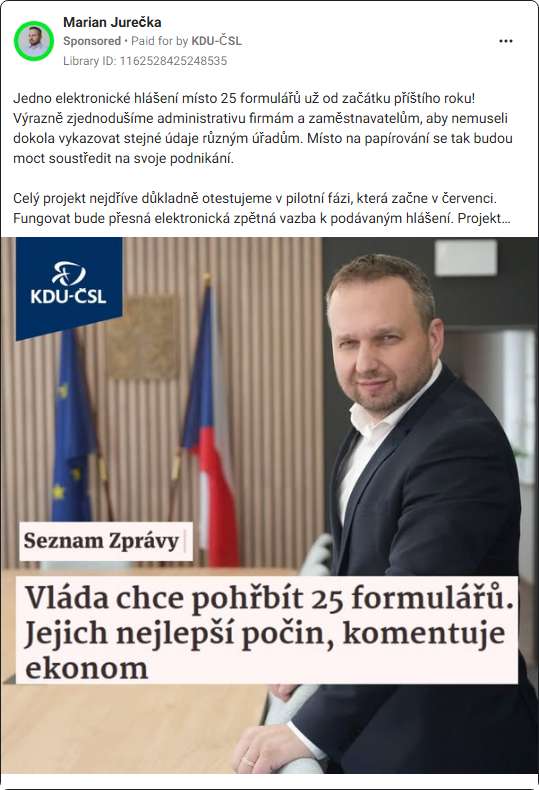 Marian Jurečka
Sponsored • Paid for by KDU-ČSL
Library ID: 1162528425248535
Jedno elektronické hlášení místo 25 formulářů už od začátku příštího roku!
Výrazně zjednodušíme administrativu firmám a zaměstnavatelům, aby nemuseli
dokola vykazovat stejné údaje různým úřadům. Místo na papírování se tak budou
moct soustředit na svoje podnikání.
Celý projekt nejdříve důkladně otestujeme v pilotní fázi, která začne v červenci.
Fungovat bude přesná elektronická zpětná vazba k podávaným hlášení. Projekt...
KDU-ČSL
Seznam Zprávy
Vláda chce pohřbít 25 formulářů.
Jejich nejlepší počin, komentuje
ekonom